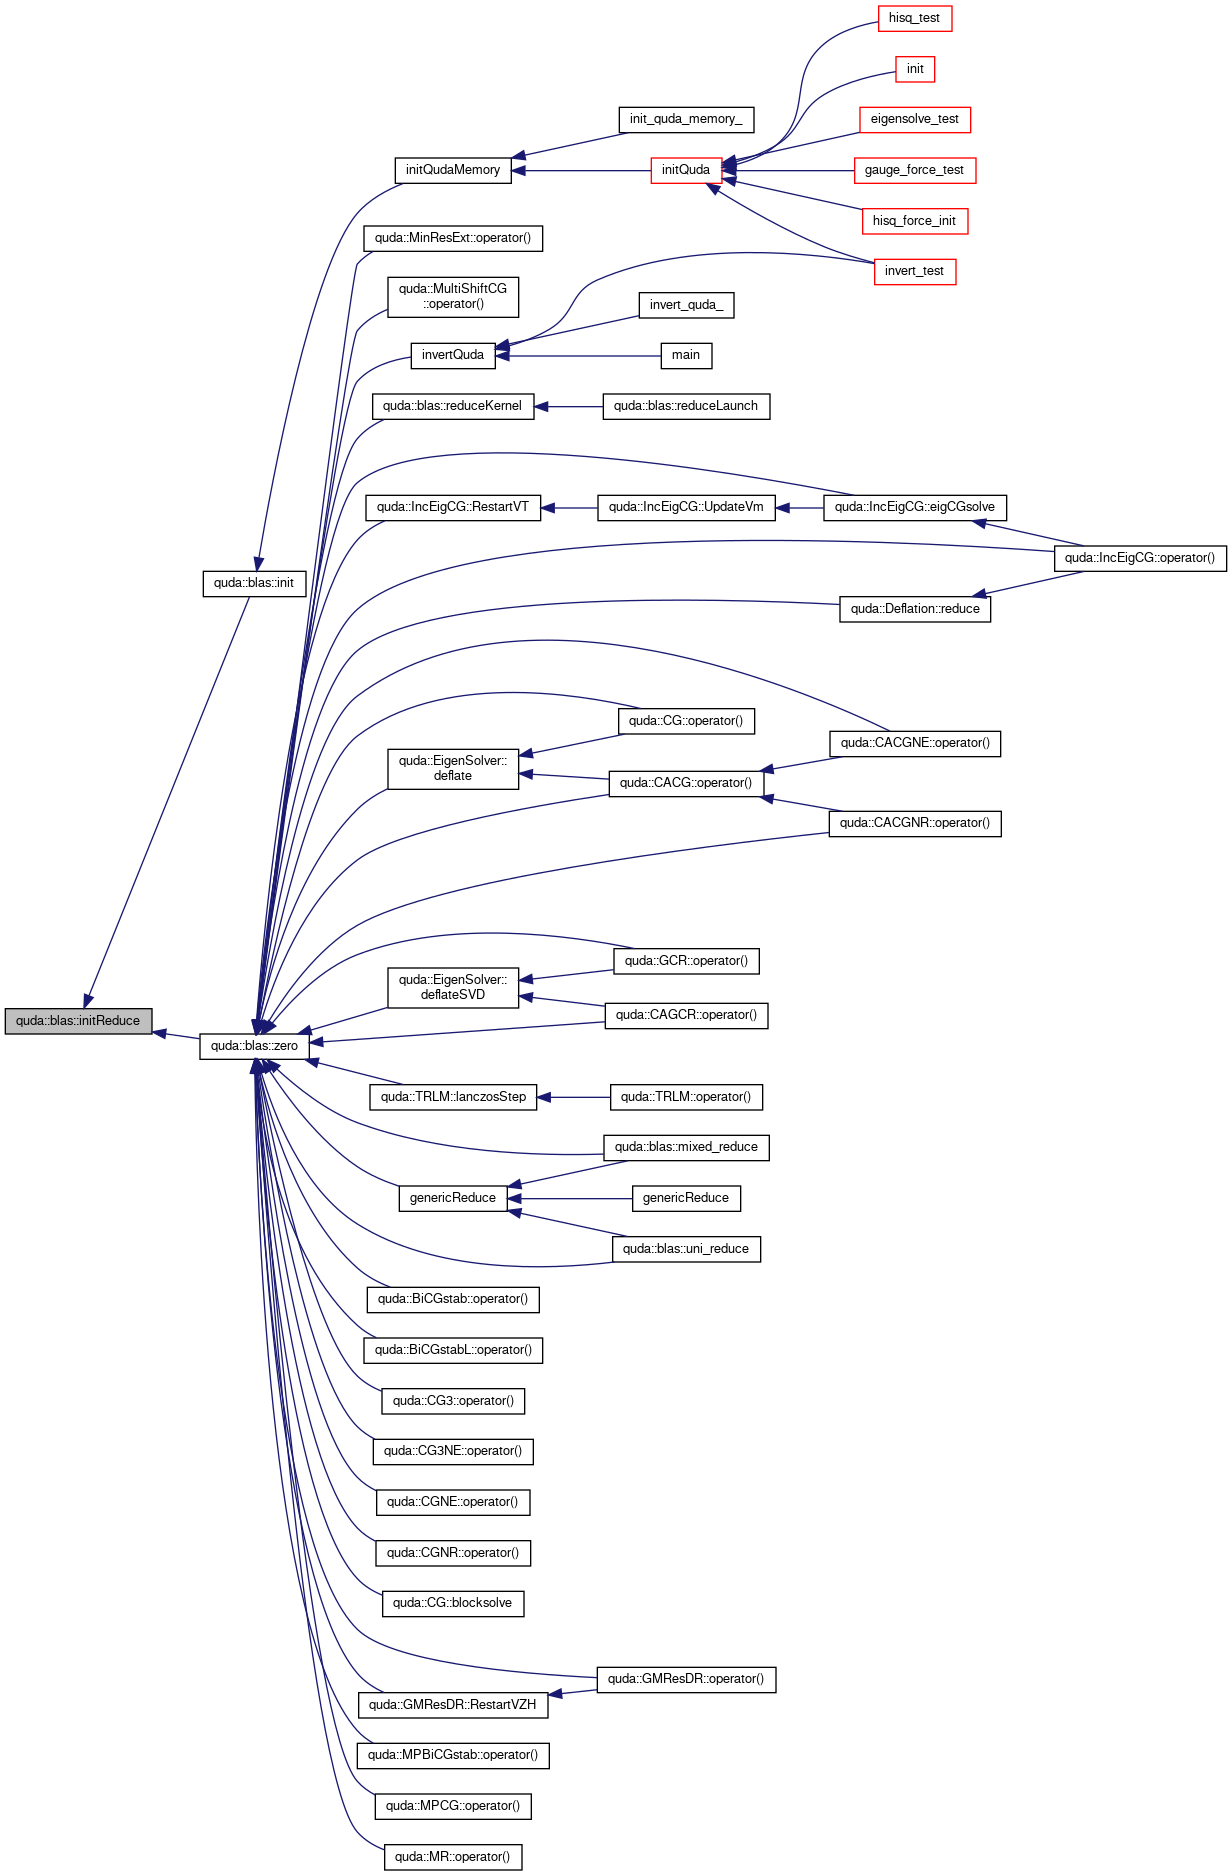 hisq_test
init
init_quda_memory_
eigensolve_test
initQudaMemory
initQuda
gauge_force_test
hisq_force_init
quda::MinResExt::operator()
invert_test
quda::MultiShiftCG
::operator()
invert_quda_
invertQuda
main
quda::blas::reduceKernel
quda::blas::reduceLaunch
quda::IncEigCG::RestartVT
quda::IncEigCG::UpdateVm
quda::IncEigCG::eigCGsolve
quda::IncEigCG::operator()
quda::blas::init
quda::Deflation::reduce
quda::CG::operator()
quda::CACGNE::operator()
quda::EigenSolver::
deflate
quda::CACG::operator()
quda::CACGNR::operator()
quda::GCR::operator()
quda::EigenSolver::
deflateSVD
quda::CAGCR::operator()
quda::blas::initReduce
quda::blas::zero
quda::TRLM::lanczosStep
quda::TRLM::operator()
quda::blas::mixed_reduce
genericReduce
genericReduce
quda::blas::uni_reduce
quda::BiCGstab::operator()
quda::BiCGstabL::operator()
quda::CG3::operator()
quda::CG3NE::operator()
quda::CGNE::operator()
quda::CGNR::operator()
quda::CG::blocksolve
quda::GMResDR::operator()
quda::GMResDR::RestartVZH
quda::MPBiCGstab::operator()
quda::MPCG::operator()
quda::MR::operator()